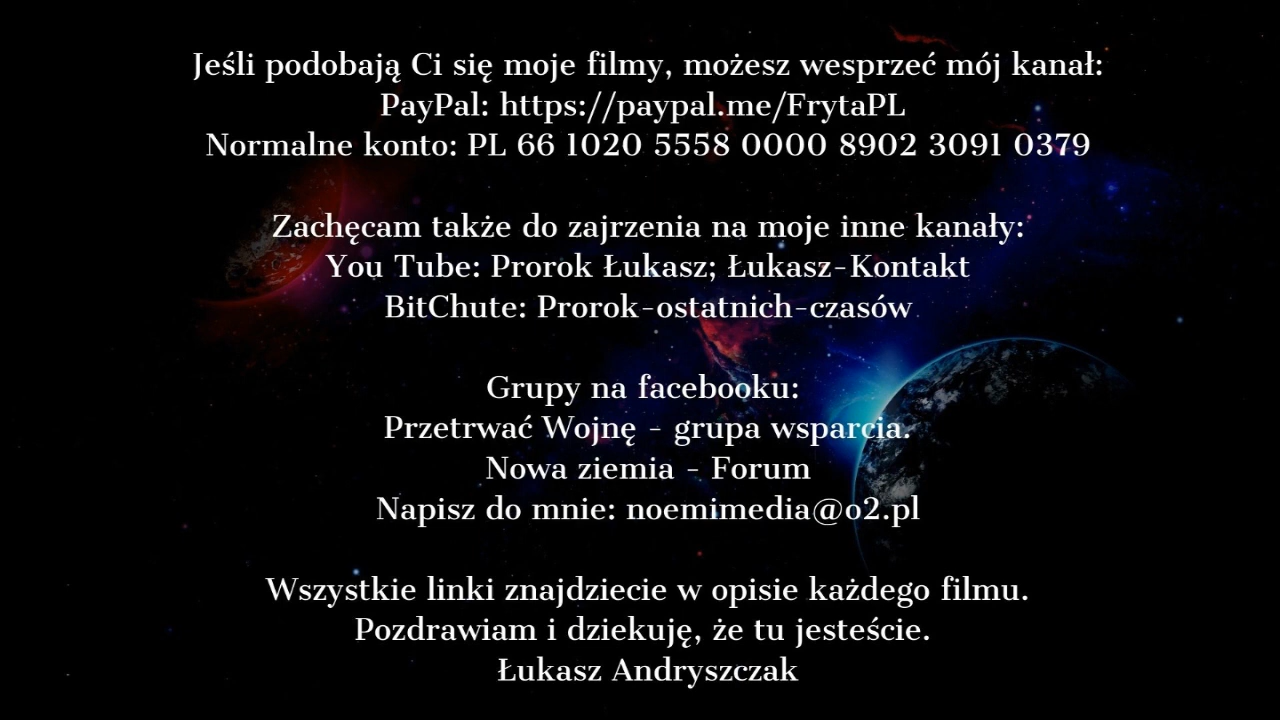 Jeśli podobają Ci się moje filmy, możesz wesprzeć mój kanał:
PayPal: https://paypal.me/FrytaPL
Normalne konto: PL 66 1020 5558 0000 8902 3091 0379
Zachęcam także do zajrzenia na moje inne kanały:
You Tube: Prorok Łukasz; Łukasz-Kontakt
BitChute: Prorok-ostatnich-czasów
Grupy na facebooku:
Przetrwać Wojnę - grupa wsparcia.
Nowa ziemia - Forum
Napisz do mnie: noemimedia@o2.pl
Wszystkie linki znajdziecie w opisie każdego filmu.
Pozdrawiam i dziekuję, że tu jesteście.
Łukasz Andryszczak